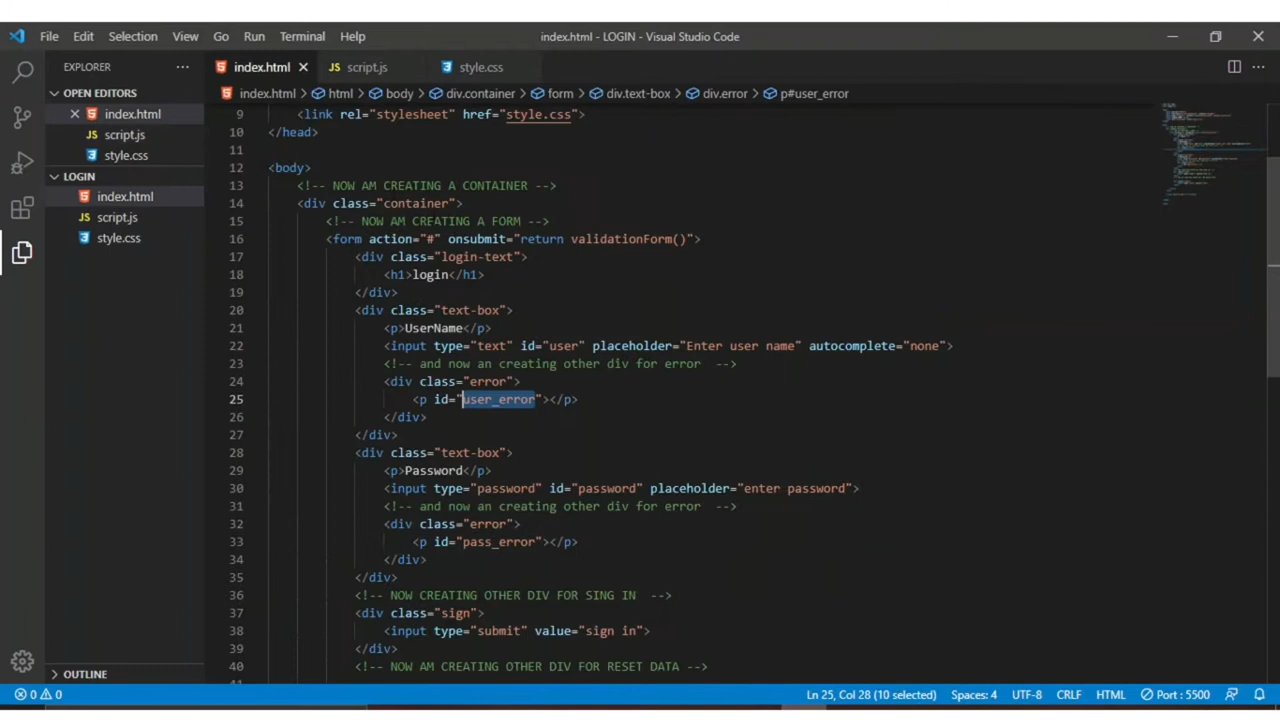 File Edit Selection View Go Run Terminal Help index.html - LOGIN - Visual Studio Code
EXPLORER
OPEN EDITORS
index.html
JS script.js
style.css
LOGIN
index.html
JS script.js
style.css
OUTLINE
index.html JS script.js style.css
index.html > html > body > div.container > form > div.text-box > div.error > p#user_error
9 <link rel="stylesheet" href="style.css">
10 </head>
11
12 <body>
13 <!-- NOW AM CREATING A CONTAINER -->
14 <div class="container">
15 <!-- NOW AM CREATING A FORM -->
16 <form action="#" onsubmit="return validationForm()">
17 <div class="login-text">
18 <h1>login</h1>
19 </div>
20 <div class="text-box">
21 <p>UserName</p>
22 <input type="text" id="user" placeholder="Enter user name" autocomplete="none">
23 <!-- and now an creating other div for error -->
24 <div class="error">
25 <p id="user_error"></p>
26 </div>
27 </div>
28 <div class="text-box">
29 <p>Password</p>
30 <input type="password" id="password" placeholder="enter password">
31 <!-- and now an creating other div for error -->
32 <div class="error">
33 <p id="pass_error"></p>
34 </div>
35 </div>
36 <!-- NOW CREATING OTHER DIV FOR SING IN -->
37 <div class="sign">
38 <input type="submit" value="sign in">
39 </div>
40 <!-- NOW AM CREATING OTHER DIV FOR RESET DATA -->
0 0 Ln 25, Col 28 (10 selected) Spaces: 4 UTF-8 CRLF HTML Port : 5500